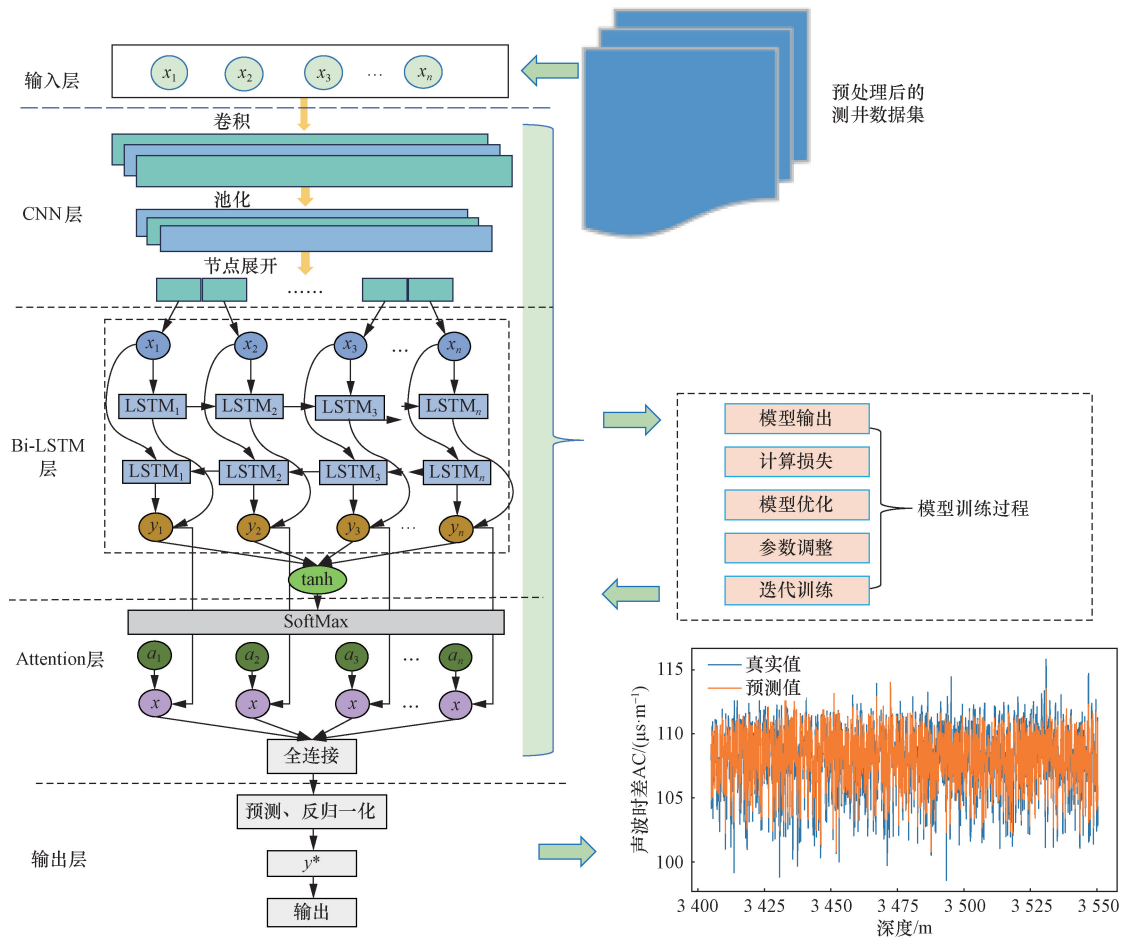 输入层
x₁ x₂ x₃ … xₙ
预处理后的
测井数据集
卷积
CNN层
池化
节点展开
……
x₁ x₂ x₃ … xₙ
LSTM₁ LSTM₂ LSTM₃ LSTMₙ
Bi-LSTM
层
LSTM₁ LSTM₂ LSTM₃ LSTMₙ
y₁ y₂ y₃ … yₙ
tanh
SoftMax
Attention层
a₁ a₂ a₃ … aₙ
x x x … x
全连接
预测、反归一化
输出层
y*
输出
模型输出
计算损失
模型优化
参数调整
迭代训练
模型训练过程
真实值
预测值
声波时差AC/(μs·m⁻¹)
115
110
105
100
3 400 3 425 3 450 3 475 3 500 3 525 3 550
深度/m